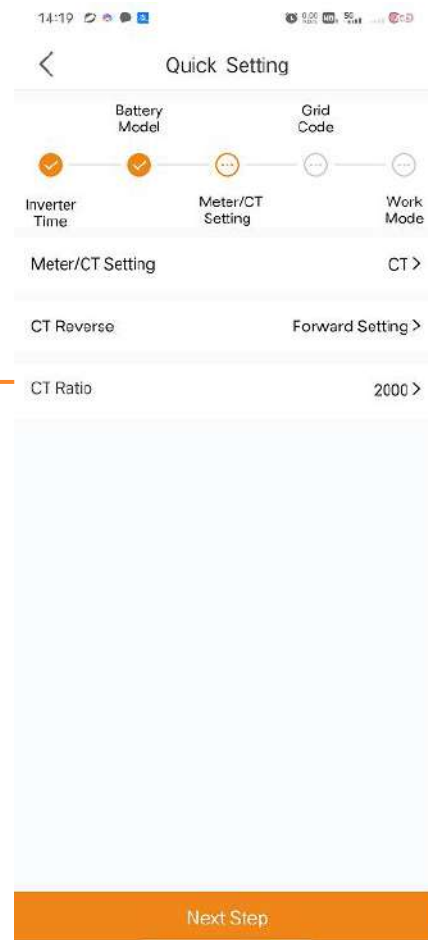 14:19
Quick Setting
Battery
Model
Grid
Code
Inverter
Time
Meter/CT
Setting
Work
Mode
Meter/CT Setting
CT >
CT Reverse
Forward Setting >
CT Ratio
2000 >
Next Step